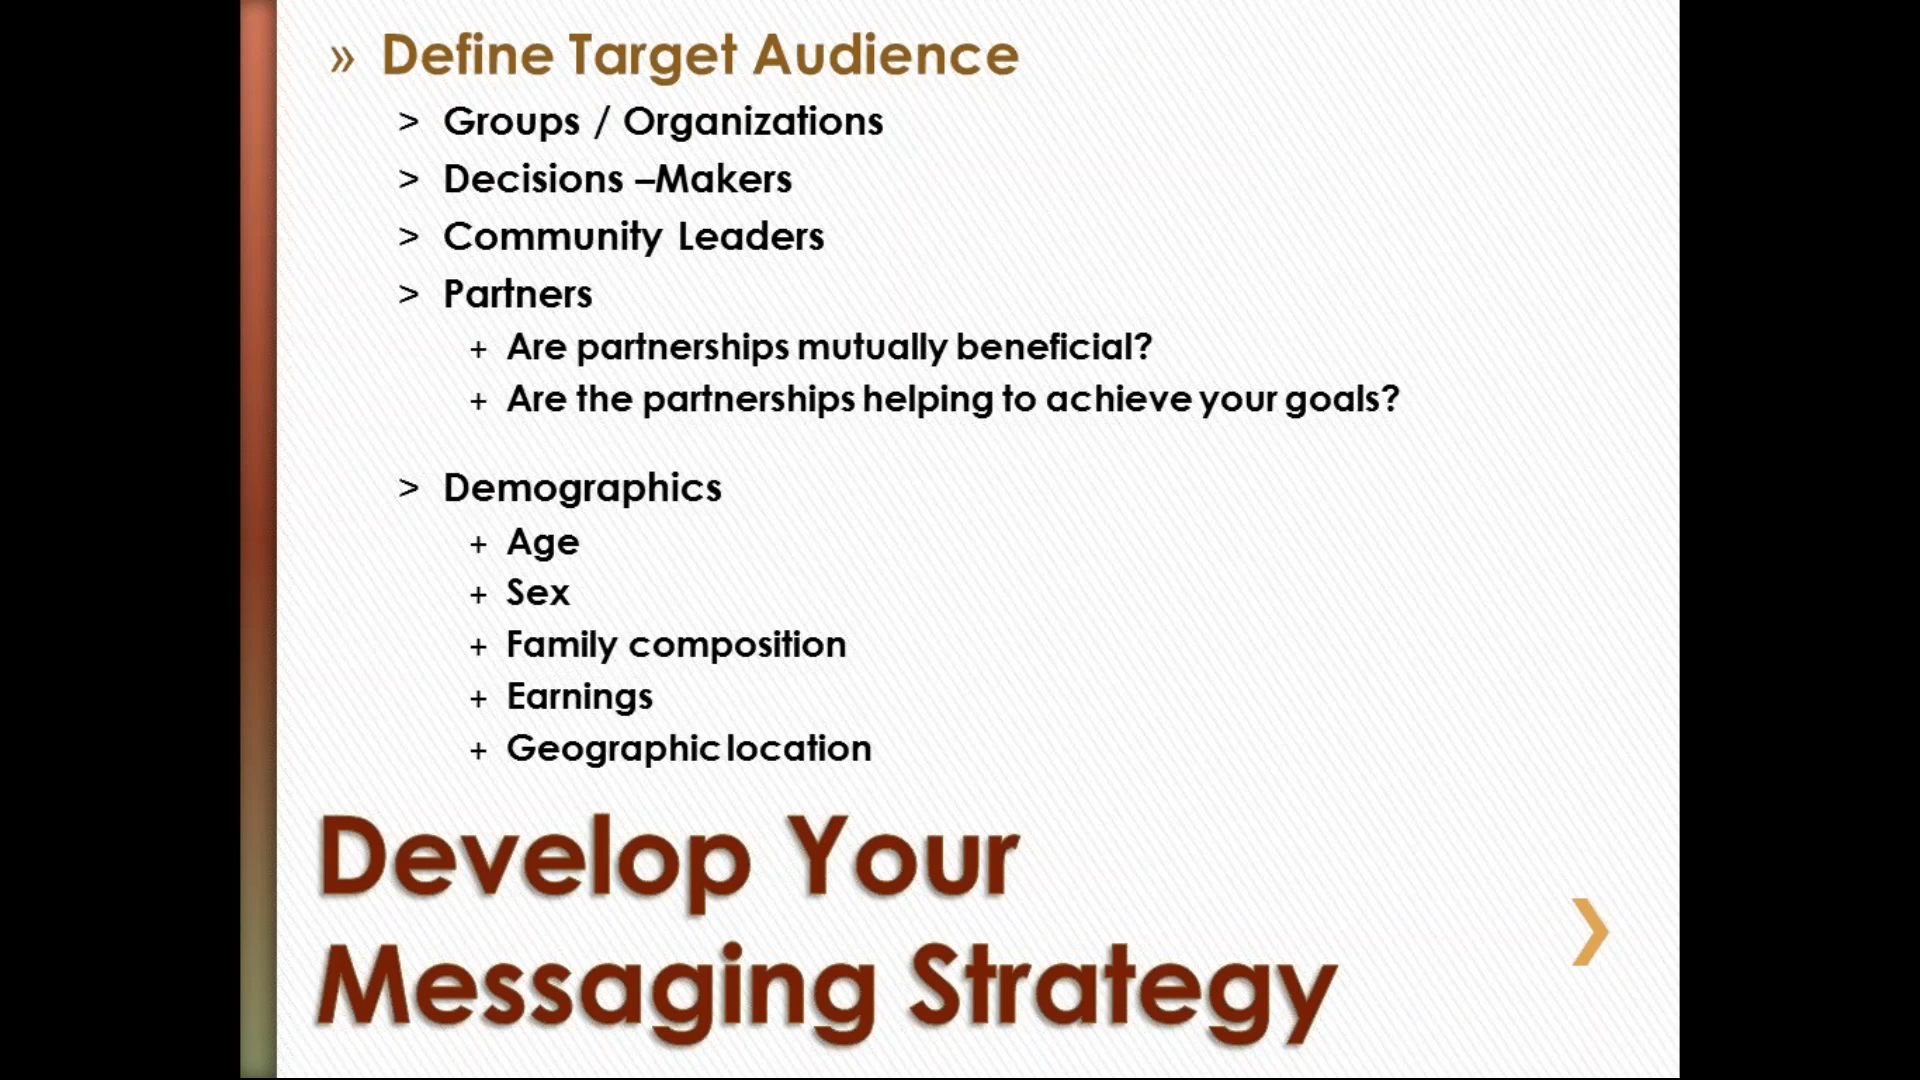 » Define Target Audience
> Groups / Organizations
> Decisions –Makers
> Community Leaders
> Partners
+ Are partnerships mutually beneficial?
+ Are the partnerships helping to achieve your goals?
> Demographics
+ Age
+ Sex
+ Family composition
+ Earnings
+ Geographic location
Develop Your
Messaging Strategy